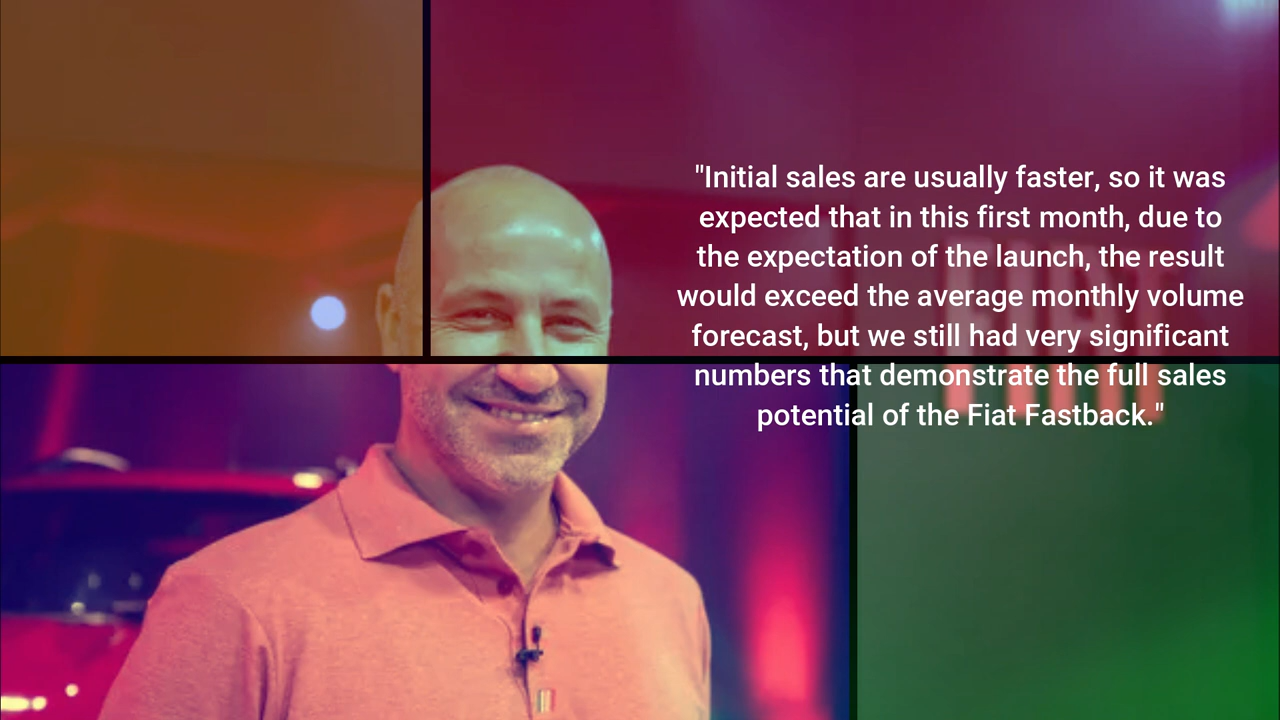 "Initial sales are usually faster, so it was
expected that in this first month, due to
the expectation of the launch, the result
would exceed the average monthly volume
forecast, but we still had very significant
numbers that demonstrate the full sales
potential of the Fiat Fastback."
FIAT